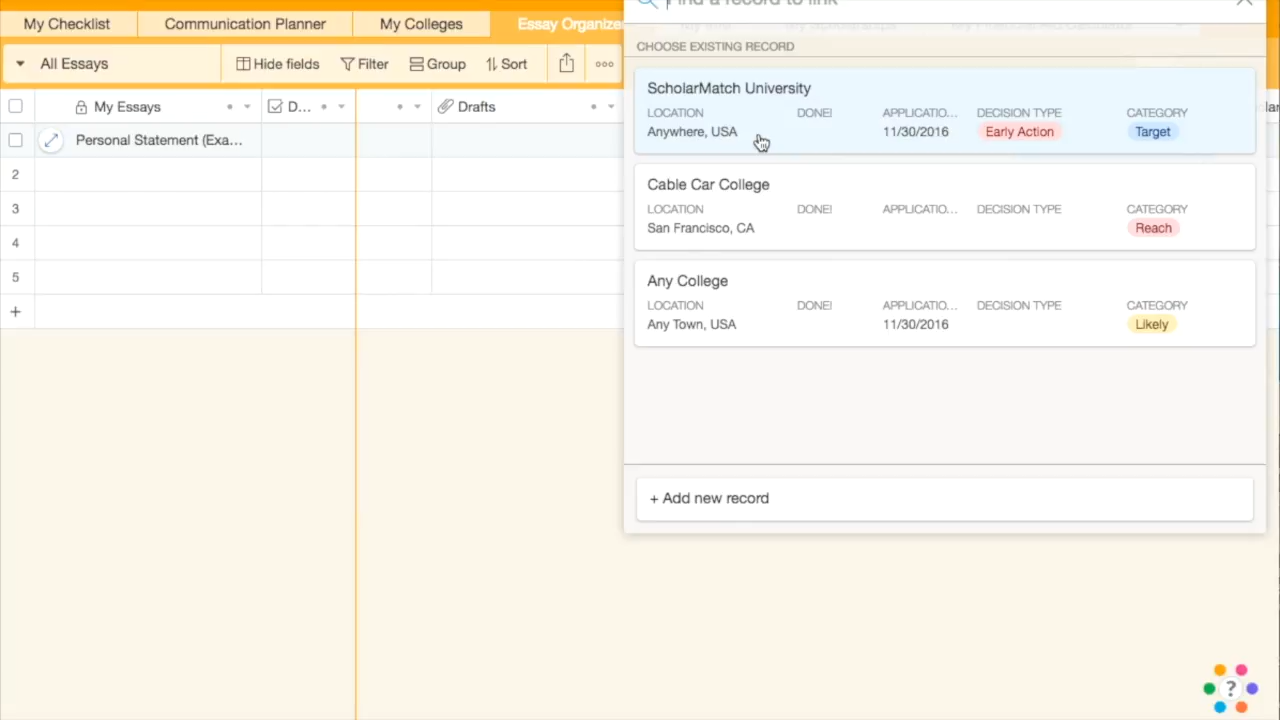 My Checklist
Communication Planner
My Colleges
Essay Organize
Find a record to link
CHOOSE EXISTING RECORD
All Essays
Hide fields
Filter
Group
Sort
My Essays
D...
Drafts
Personal Statement (Exa...
2
3
4
5
+
ScholarMatch University
LOCATION DONE! APPLICATIO... DECISION TYPE CATEGORY
Anywhere, USA 11/30/2016 Early Action Target
Cable Car College
LOCATION DONE! APPLICATIO... DECISION TYPE CATEGORY
San Francisco, CA Reach
Any College
LOCATION DONE! APPLICATIO... DECISION TYPE CATEGORY
Any Town, USA 11/30/2016 Likely
+ Add new record
?